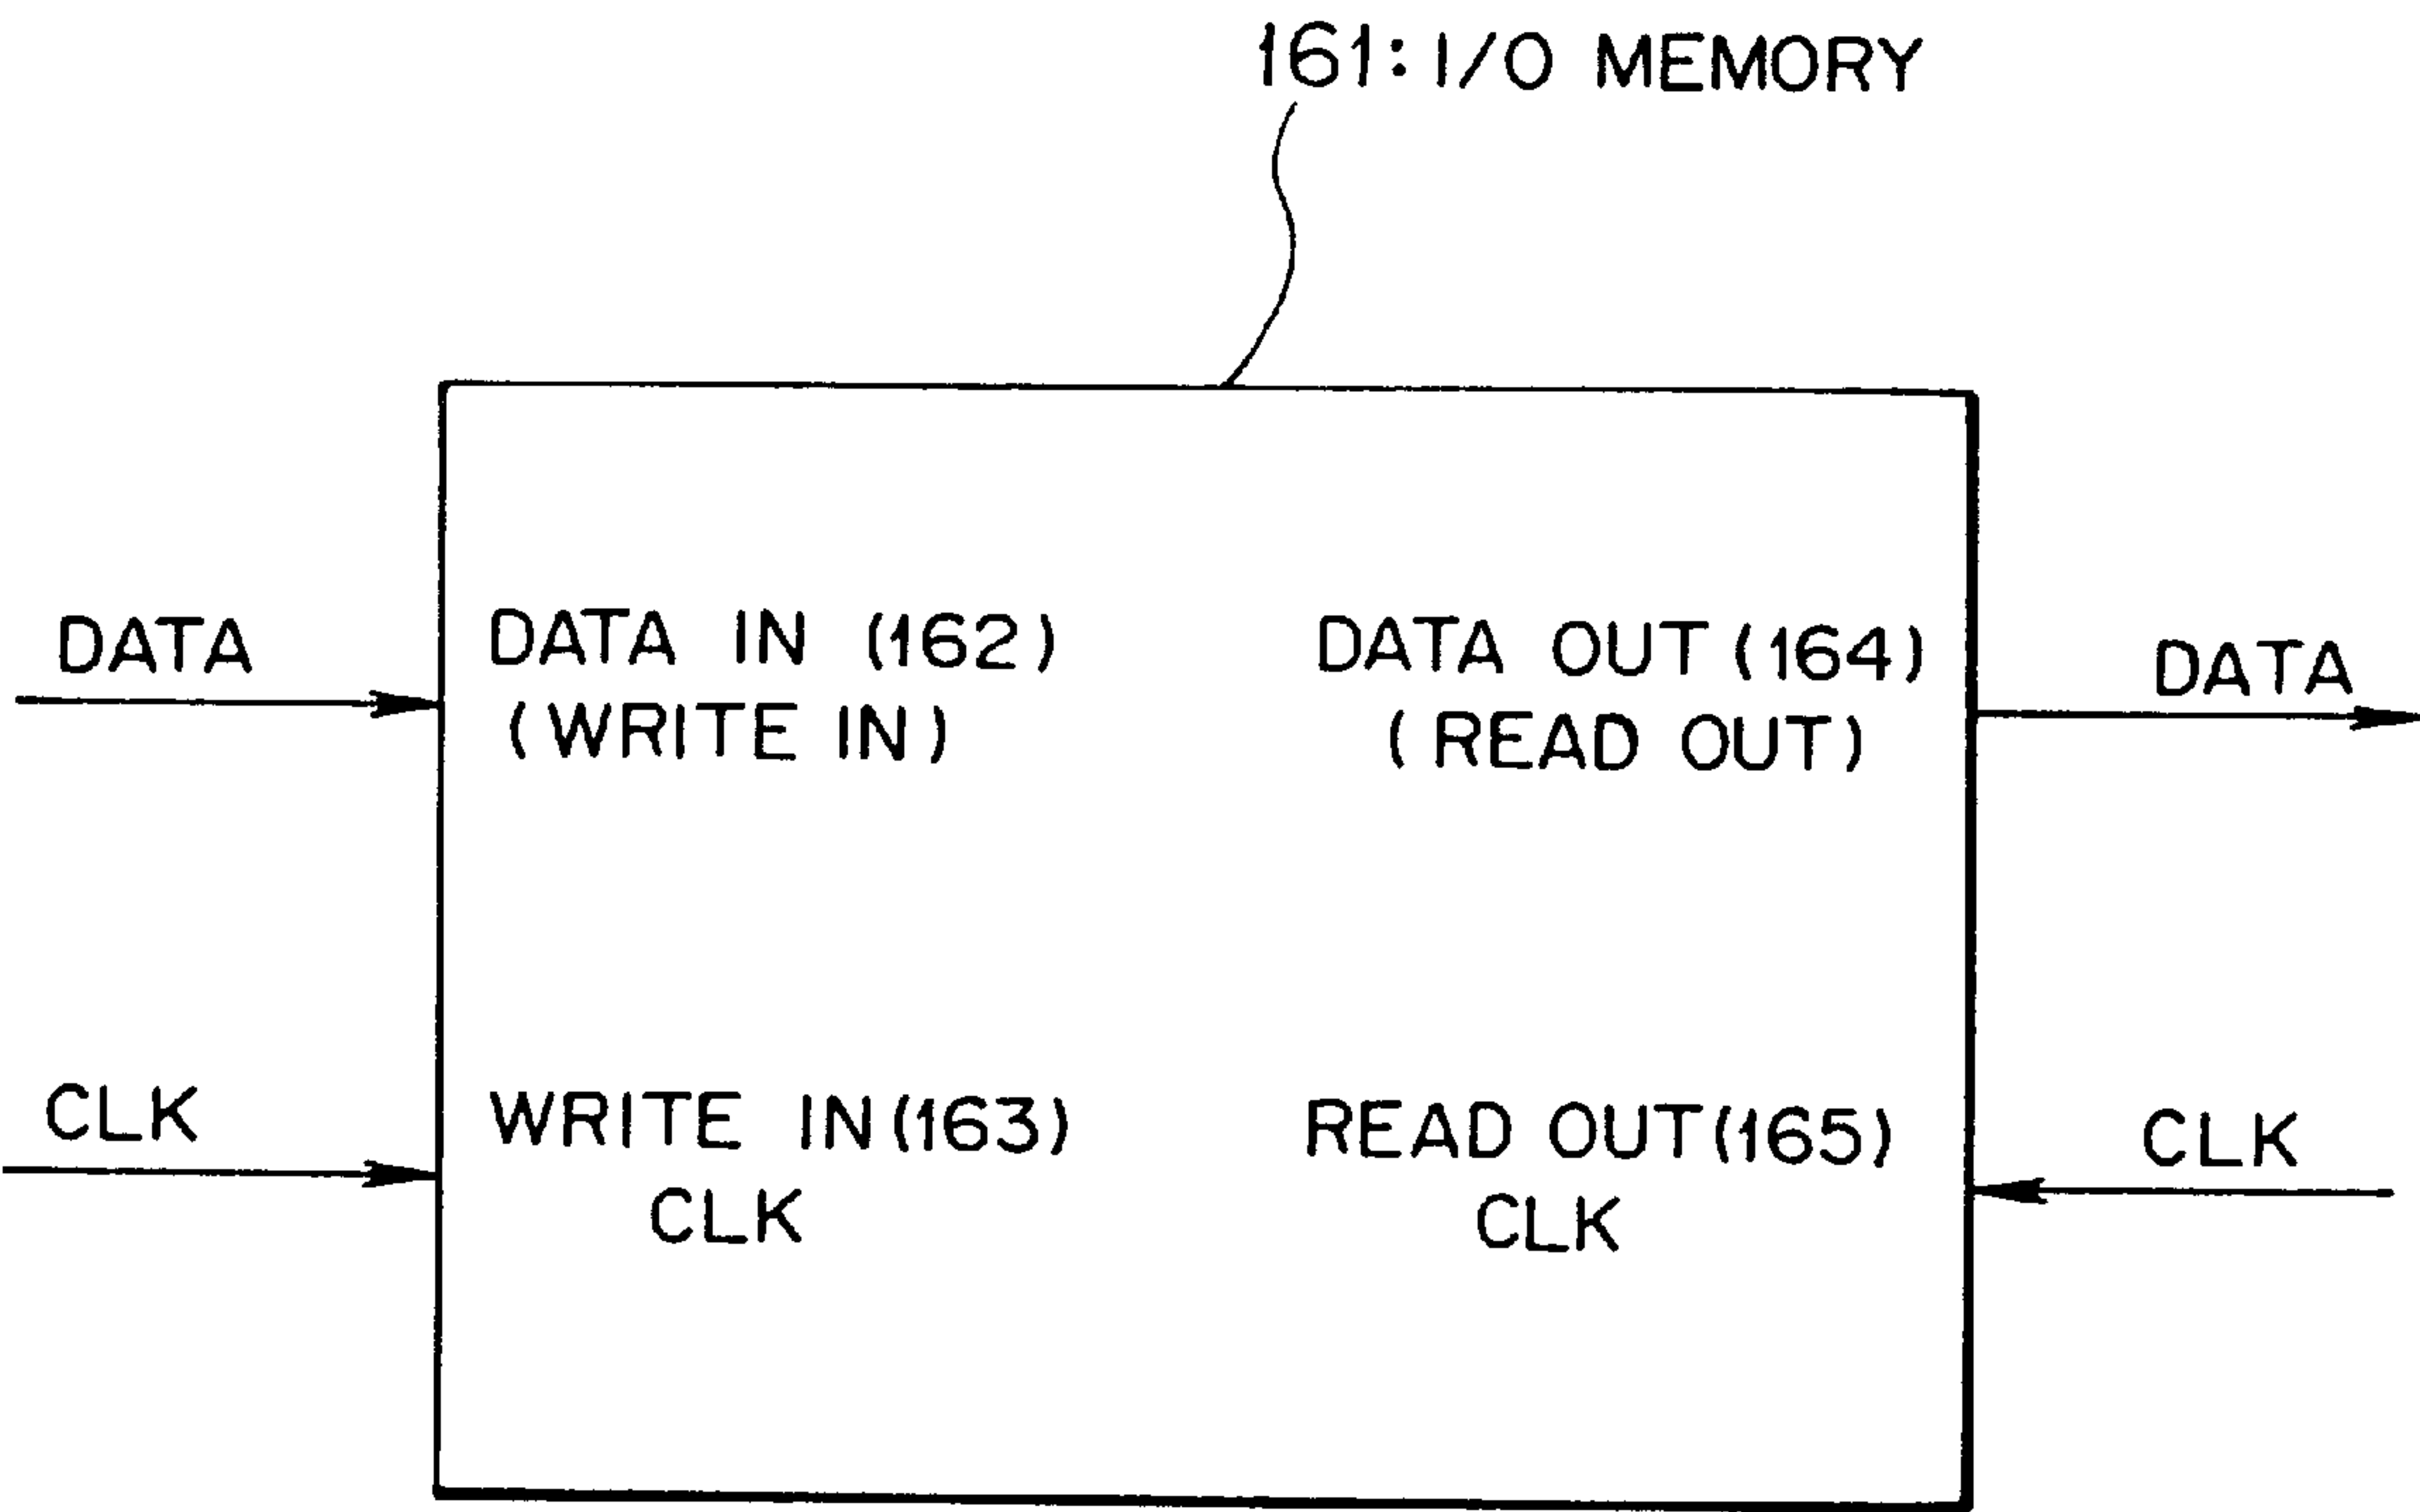 161: I/O MEMORY
DATA
DATA IN (162)
(WRITE IN)
DATA OUT (164)
(READ OUT)
DATA
CLK
WRITE IN (163)
CLK
READ OUT (165)
CLK
CLK